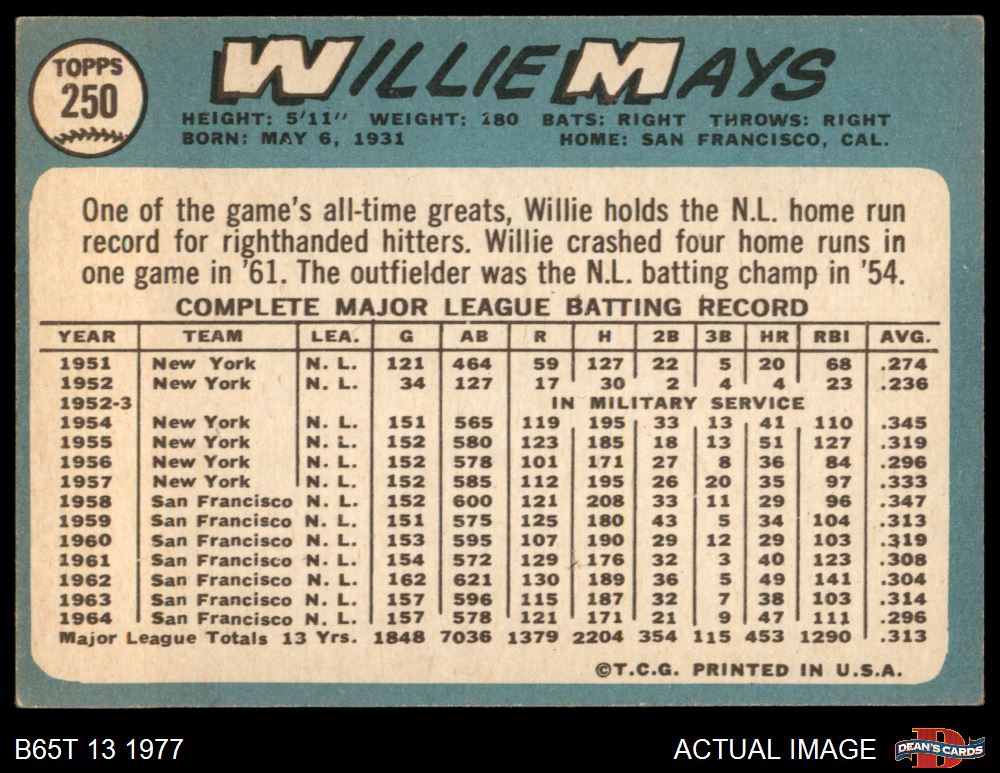 TOPPS
250
WILLIE MAYS
HEIGHT: 5'11" WEIGHT: 180 BATS: RIGHT THROWS: RIGHT
BORN: MAY 6, 1931 HOME: SAN FRANCISCO, CAL.
One of the game's all-time greats, Willie holds the N.L. home run
record for righthanded hitters. Willie crashed four home runs in
one game in '61. The outfielder was the N.L. batting champ in '54.
COMPLETE MAJOR LEAGUE BATTING RECORD
YEAR TEAM LEA. G AB R H 2B 3B HR RBI AVG.
1951 New York N. L. 121 464 59 127 22 5 20 68 .274
1952 New York N. L. 34 127 17 30 2 4 4 23 .236
1952-3 IN MILITARY SERVICE
1954 New York N. L. 151 565 119 195 33 13 41 110 .345
1955 New York N. L. 152 580 123 185 18 13 51 127 .319
1956 New York N. L. 152 578 101 171 27 8 36 84 .296
1957 New York N. L. 152 585 112 195 26 20 35 97 .333
1958 San Francisco N. L. 152 600 121 208 33 11 29 96 .347
1959 San Francisco N. L. 151 575 125 180 43 5 34 104 .313
1960 San Francisco N. L. 153 595 107 190 29 12 29 103 .319
1961 San Francisco N. L. 154 572 129 176 32 3 40 123 .308
1962 San Francisco N. L. 162 621 130 189 36 5 49 141 .304
1963 San Francisco N. L. 157 596 115 187 32 7 38 103 .314
1964 San Francisco N. L. 157 578 121 171 21 9 47 111 .296
Major League Totals 13 Yrs. 1848 7036 1379 2204 354 115 453 1290 .313
©T.C.G. PRINTED IN U.S.A.
B65T 13 1977 ACTUAL IMAGE DEAN'S CARDS